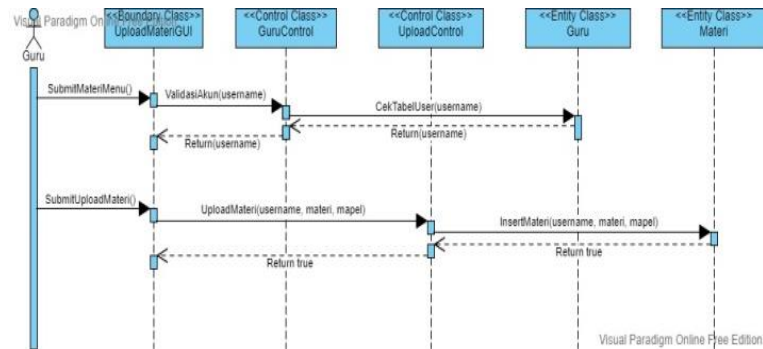 Visual Paradigm Online Free Edition
<<Boundary Class>>
UploadMateriGUI
<<Control Class>>
GuruControl
<<Control Class>>
UploadControl
<<Entity Class>>
Guru
<<Entity Class>>
Materi
Guru
SubmitMateriMenu()
ValidasiAkun(username)
CekTabelUser(username)
Return(username)
Return(username)
SubmitUploadMateri()
UploadMateri(username, materi, mapel)
InsertMateri(username, materi, mapel)
Return true
Return true
Visual Paradigm Online Free Edition